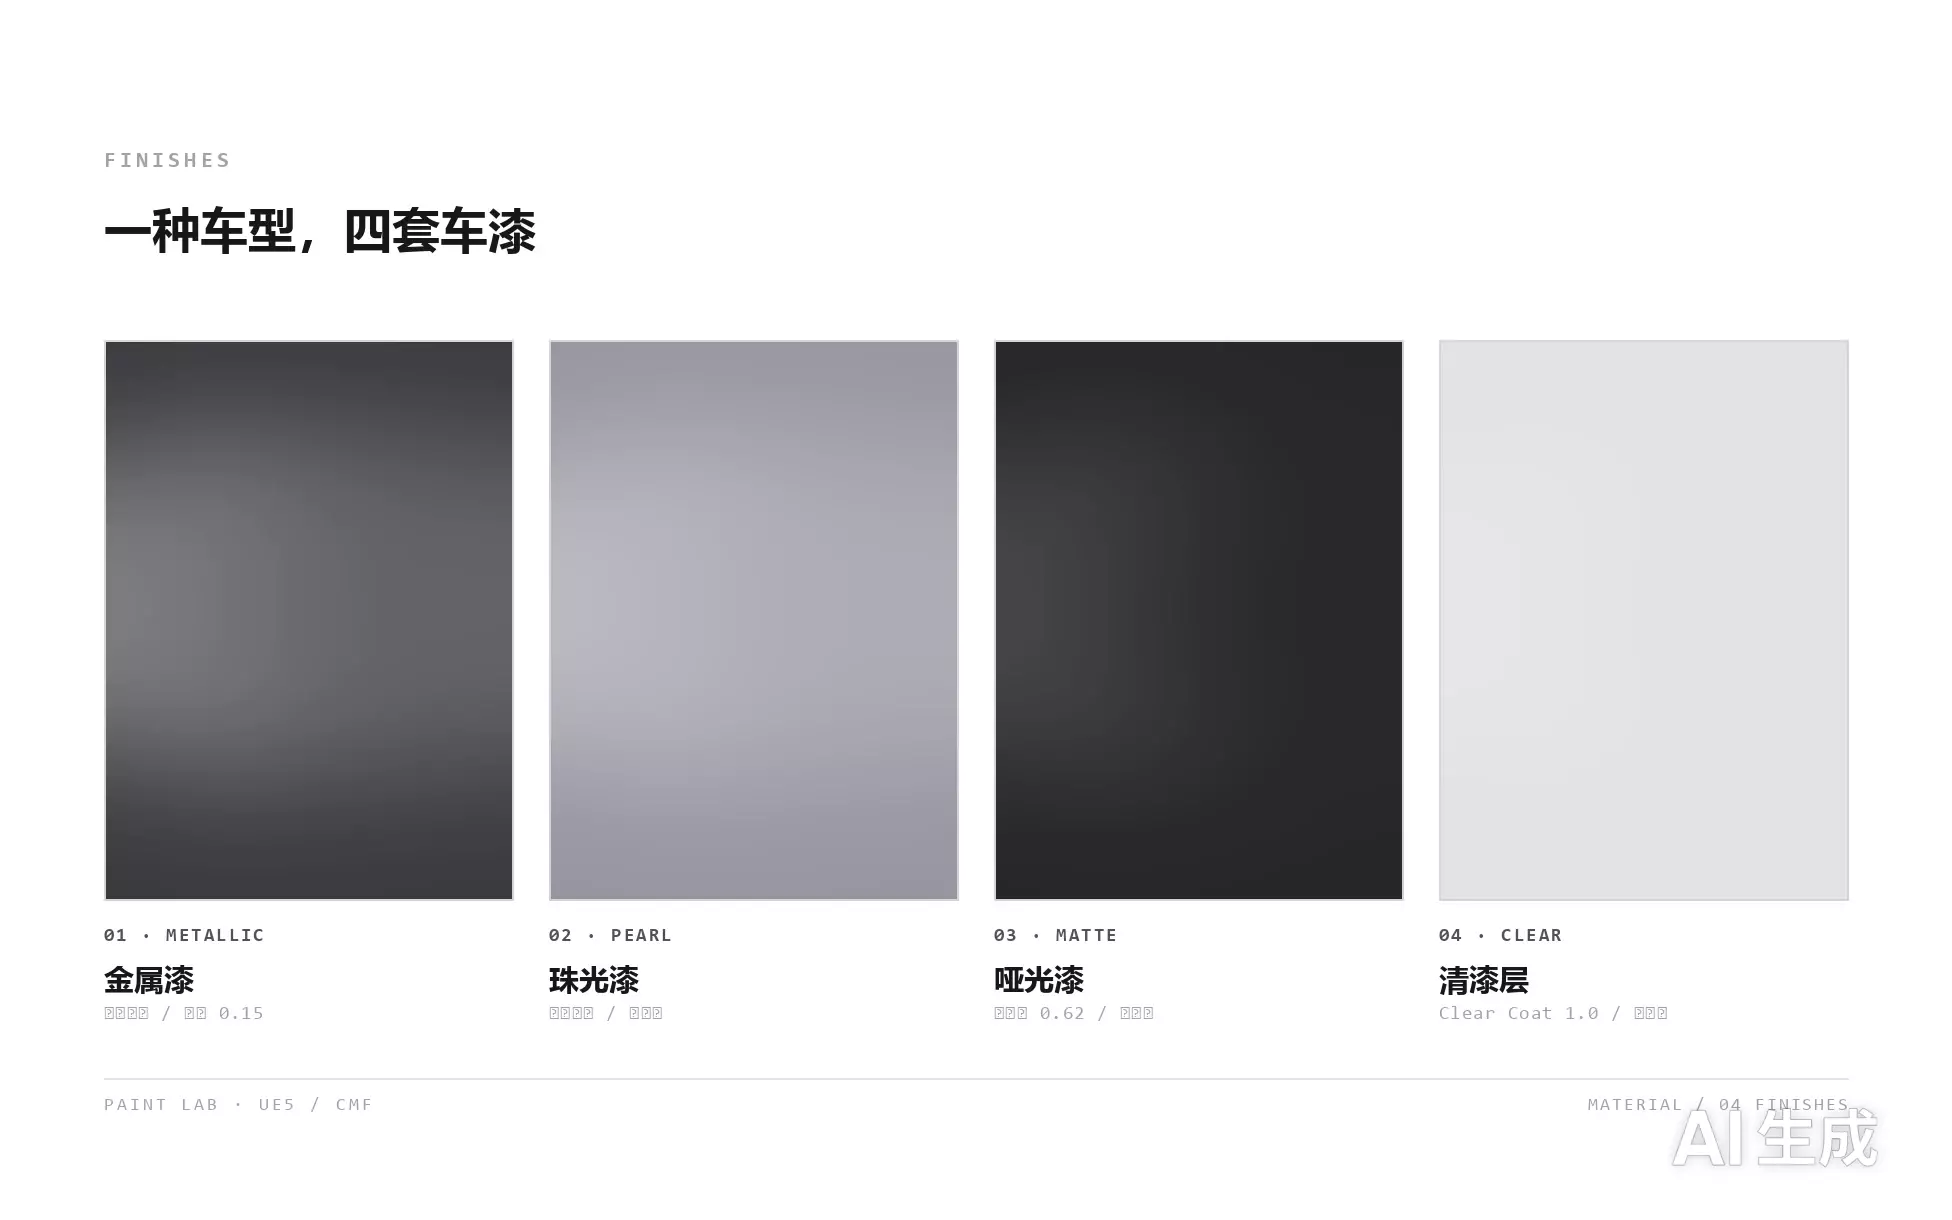 FINISHES
一种车型，四套车漆
01 · METALLIC
金属漆
/ 0.15
02 · PEARL
珠光漆
/
03 · MATTE
哑光漆
0.62 /
04 · CLEAR
清漆层
Clear Coat 1.0 /
PAINT LAB · UE5 / CMF
MATERIAL / 04 FINISHES
AI 生成